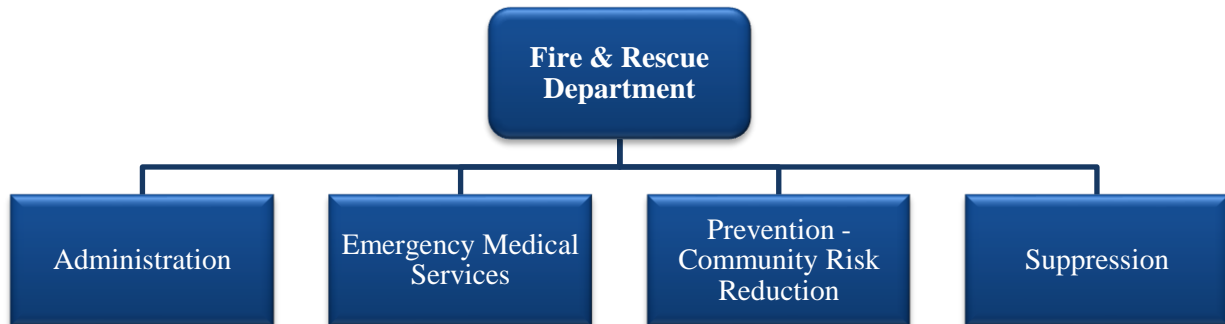 Fire & Rescue
Department
Administration
Emergency Medical
Services
Prevention -
Community Risk
Reduction
Suppression